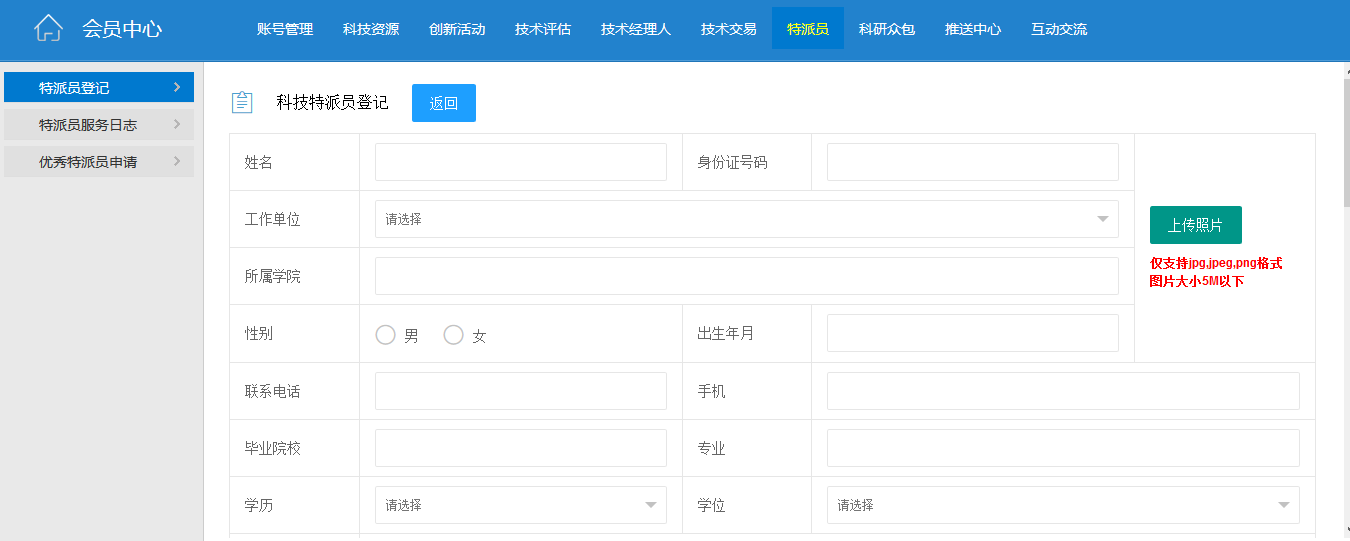 会员中心
账号管理 科技资源 创新活动 技术评估 技术经理人 技术交易 特派员 科研众包 推送中心 互动交流
特派员登记
特派员服务日志
优秀特派员申请
科技特派员登记 返回
姓名 身份证号码
工作单位 请选择
上传照片
仅支持jpg,jpeg,png格式
图片大小5M以下
所属学院
性别 男 女 出生年月
联系电话 手机
毕业院校 专业
学历 请选择 学位 请选择